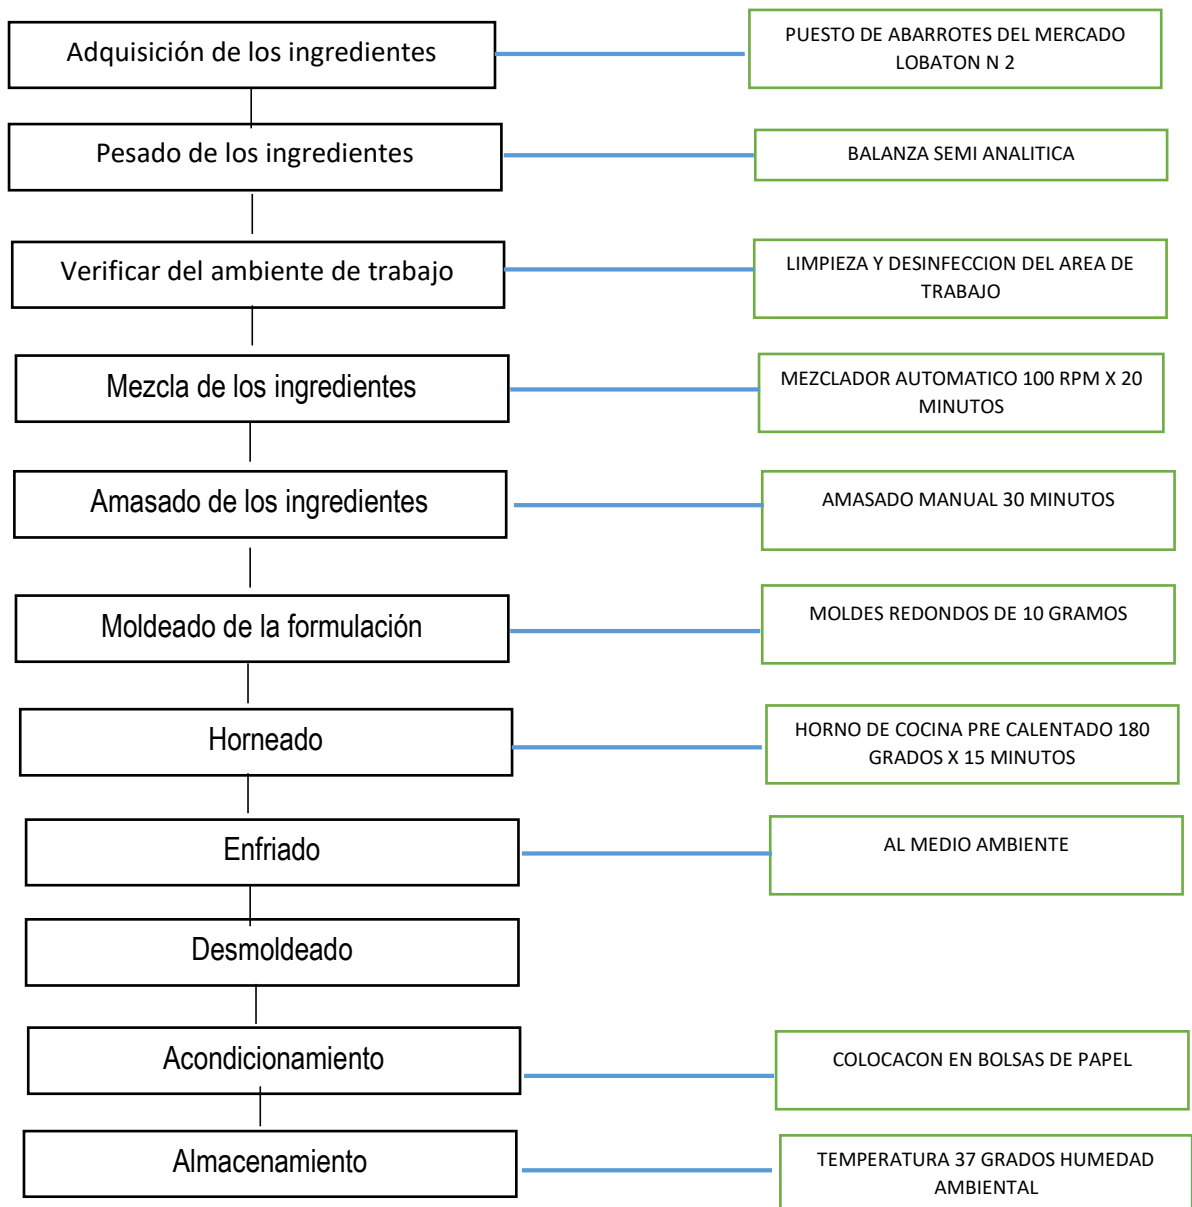 Adquisición de los ingredientes
PUESTO DE ABARROTES DEL MERCADO
LOBATON N 2
Pesado de los ingredientes
BALANZA SEMI ANALITICA
Verificar del ambiente de trabajo
LIMPIEZA Y DESINFECCION DEL AREA DE
TRABAJO
Mezcla de los ingredientes
MEZCLADOR AUTOMATICO 100 RPM X 20
MINUTOS
Amasado de los ingredientes
AMASADO MANUAL 30 MINUTOS
Moldeado de la formulación
MOLDES REDONDOS DE 10 GRAMOS
Horneado
HORNO DE COCINA PRE CALENTADO 180
GRADOS X 15 MINUTOS
Enfriado
AL MEDIO AMBIENTE
Desmoldeado
Acondicionamiento
COLOCACON EN BOLSAS DE PAPEL
Almacenamiento
TEMPERATURA 37 GRADOS HUMEDAD
AMBIENTAL